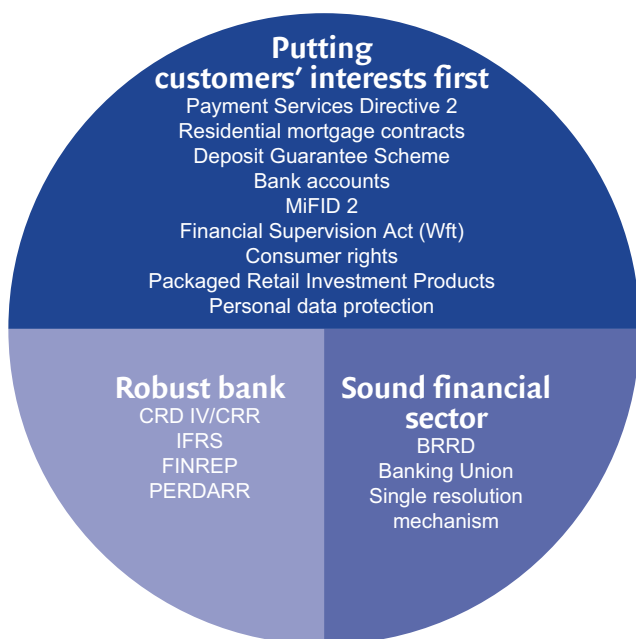 Putting
customers' interests first
Payment Services Directive 2
Residential mortgage contracts
Deposit Guarantee Scheme
Bank accounts
MiFID 2
Financial Supervision Act (Wft)
Consumer rights
Packaged Retail Investment Products
Personal data protection
Robust bank
CRD IV/CRR
IFRS
FINREP
PERDARR
Sound financial
sector
BRRD
Banking Union
Single resolution
mechanism